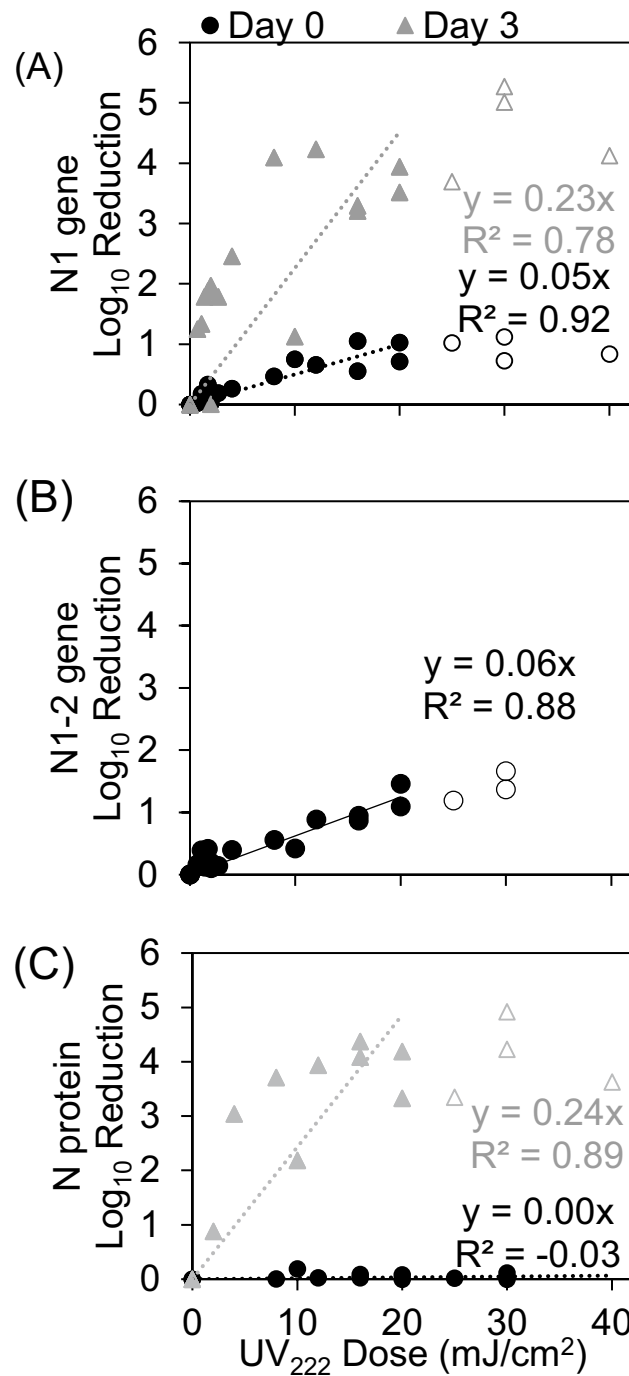 Day 0 Day 3
(A)
N1 gene
Log₁₀ Reduction
6
5
4
3
2
1
0
y = 0.23x
R² = 0.78
y = 0.05x
R² = 0.92
(B)
N1-2 gene
Log₁₀ Reduction
6
5
4
3
2
1
0
y = 0.06x
R² = 0.88
(C)
N protein
Log₁₀ Reduction
6
5
4
3
2
1
0
y = 0.24x
R² = 0.89
y = 0.00x
R² = -0.03
0 10 20 30 40
UV₂₂₂ Dose (mJ/cm²)